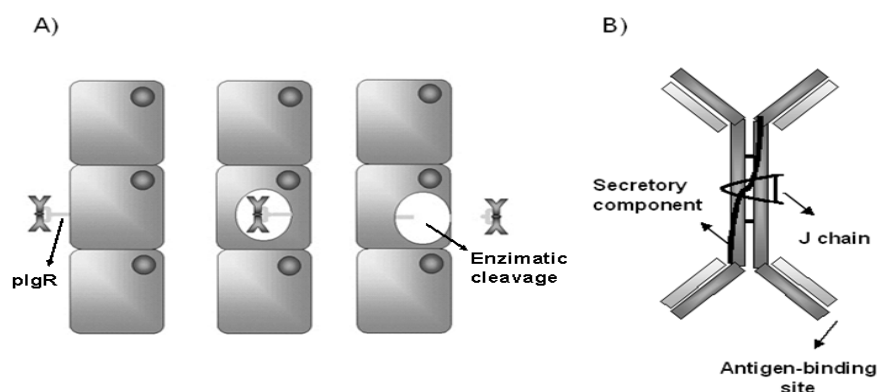 A)
B)
pIgR
Enzimatic
cleavage
Secretory
component
J chain
Antigen-binding
site